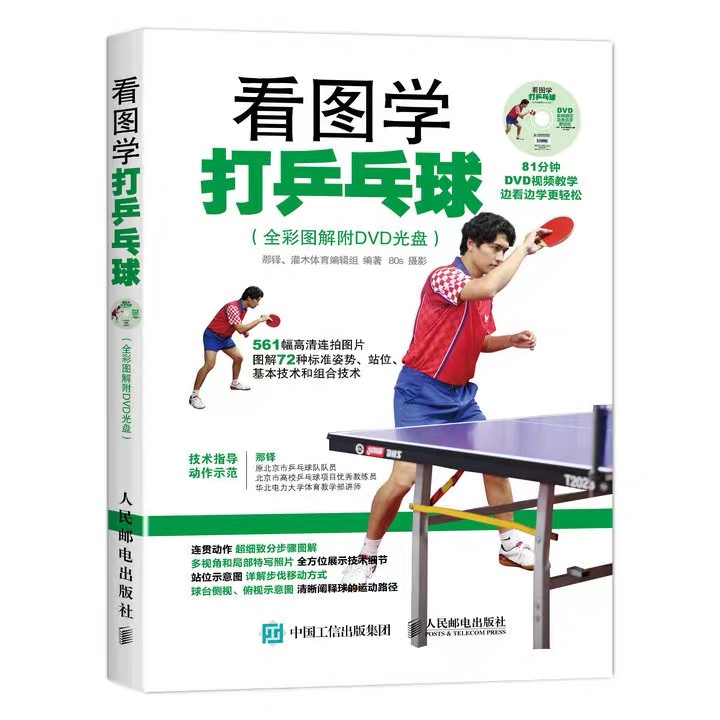 看图学
打乒乓球
(全彩图解附DVD光盘)
人民邮电出版社
看图学
打乒乓球
(全彩图解附DVD光盘)
那铎、灌木体育编辑组 编著 80s 摄影
看图学
打乒乓球
DVD
81分钟
DVD视频教学
边看边学更轻松
561幅高清连拍图片
图解72种标准姿势、站位、
基本技术和组合技术
技术指导
动作示范
那铎
原北京市乒乓球队队员
北京市高校乒乓球项目优秀教练员
华北电力大学体育教学部讲师
DHS
T2024
连贯动作 超细致分步骤图解
多视角和局部特写照片 全方位展示技术细节
站位示意图 详解步伐移动方式
球台侧视、俯视示意图 清晰阐释球的运动路径
中国工信出版集团
人民邮电出版社
POSTS & TELECOM PRESS